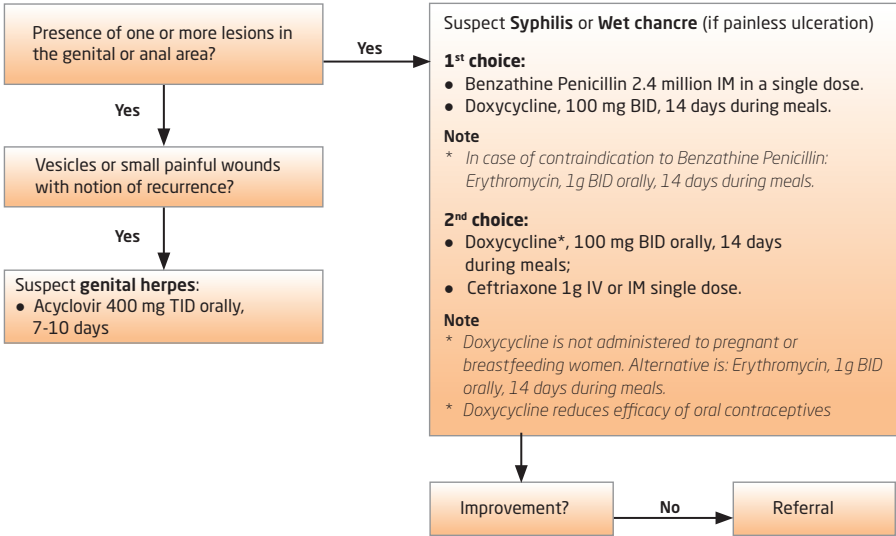 Presence of one or more lesions in
the genital or anal area?
Yes
Yes
Vesicles or small painful wounds
with notion of recurrence?
Yes
Suspect genital herpes:
● Acyclovir 400 mg TID orally,
7-10 days
Suspect Syphilis or Wet chancre (if painless ulceration)
1st choice:
● Benzathine Penicillin 2.4 million IM in a single dose.
● Doxycycline, 100 mg BID, 14 days during meals.
Note
* In case of contraindication to Benzathine Penicillin:
Erythromycin, 1g BID orally, 14 days during meals.
2nd choice:
● Doxycycline*, 100 mg BID orally, 14 days
during meals;
● Ceftriaxone 1g IV or IM single dose.
Note
* Doxycycline is not administered to pregnant or
breastfeeding women. Alternative is: Erythromycin, 1g BID
orally, 14 days during meals.
* Doxycycline reduces efficacy of oral contraceptives
Improvement?
No
Referral